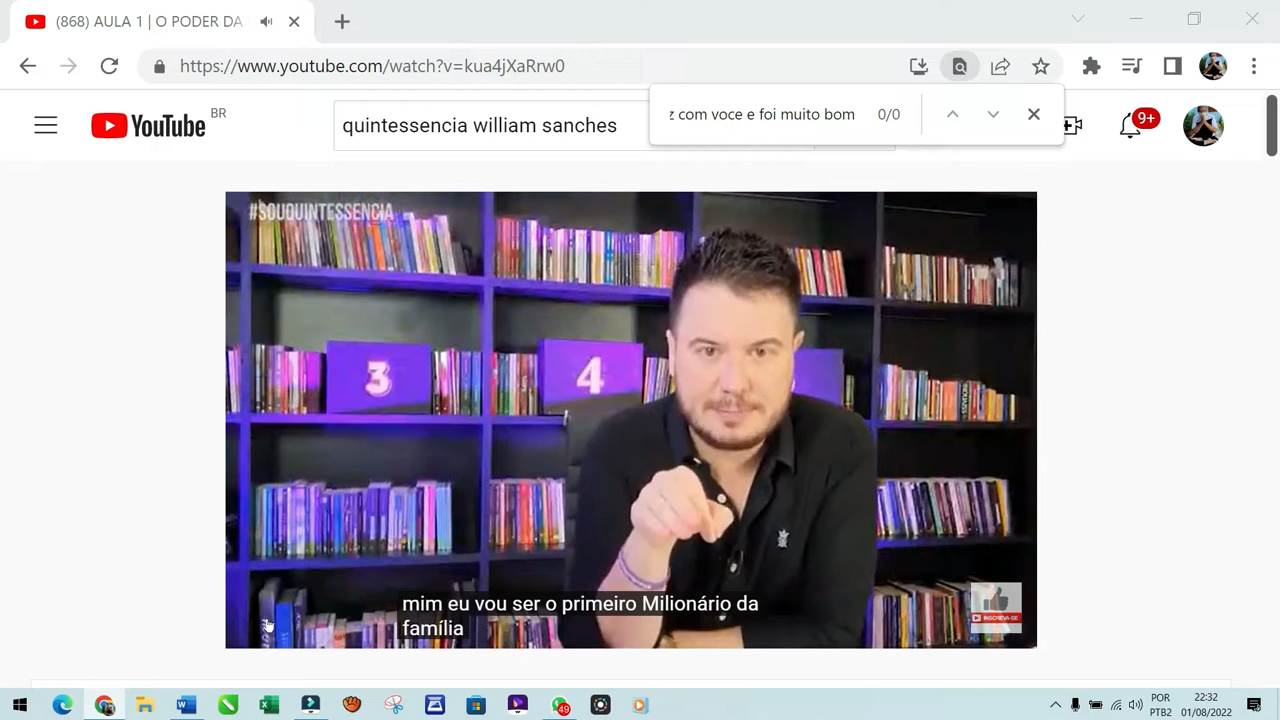 (868) AULA 1 | O PODER DA
https://www.youtube.com/watch?v=kua4jXaRrw0
z com voce e foi muito bom 0/0
YouTube BR
quintessencia william sanches
9+
#SOUQUINTESSENCIA
3
4
INSCREVA-SE
mim eu vou ser o primeiro Milionário da
família
49
POR
PTB2
22:32
01/08/2022